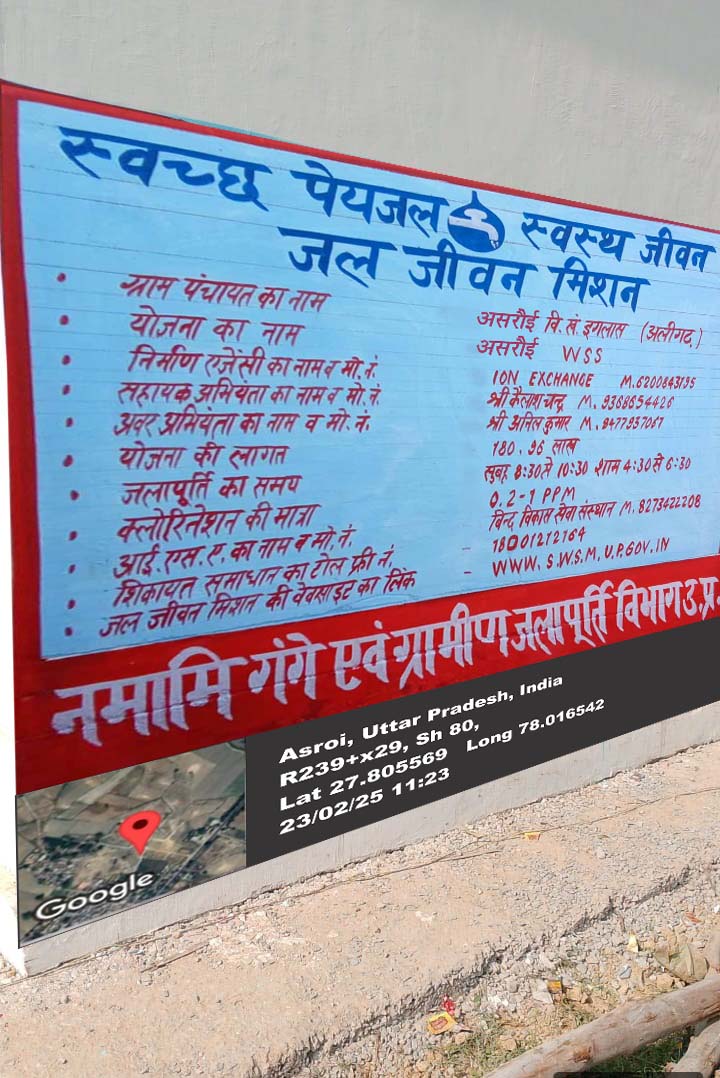 स्वच्छ पेयजल स्वस्थ जीवन
जल जीवन मिशन
• ग्राम पंचायत का नाम असरौई वि.खं. इगलास (अलीगढ़)
• योजना का नाम असरौई WSS
• निर्माण एजेंसी का नाम व मो.नं. ION EXCHANGE M.6200843195
• सहायक अभियंता का नाम व मो.नं. श्री कैलाश चन्द्र M. 9368654426
• अवर अभियंता का नाम व मो.नं. श्री अनिल कुमार M. 9477957067
• योजना की लागत 180.96 लाख
• जलापूर्ति का समय सुबह 8:30 से 10:30 शाम 4:30 से 6:30
• क्लोरिनेशन की मात्रा 0.2-1 PPM
• आई.एस.ए. का नाम व मो.नं. बिन्द विकास सेवा संस्थान M. 8273422208
• शिकायत समाधान का टोल फ्री नं. - 18001212164
• जल जीवन मिशन की वेबसाइट का लिंक - WWW.S.WSM.UP.GOV.IN
नमामि गंगे एवं ग्रामीण जलापूर्ति विभाग उ.प्र.
Asroi, Uttar Pradesh, India
R239+x29, Sh 80,
Lat 27.805569 Long 78.016542
23/02/25 11:23
Google